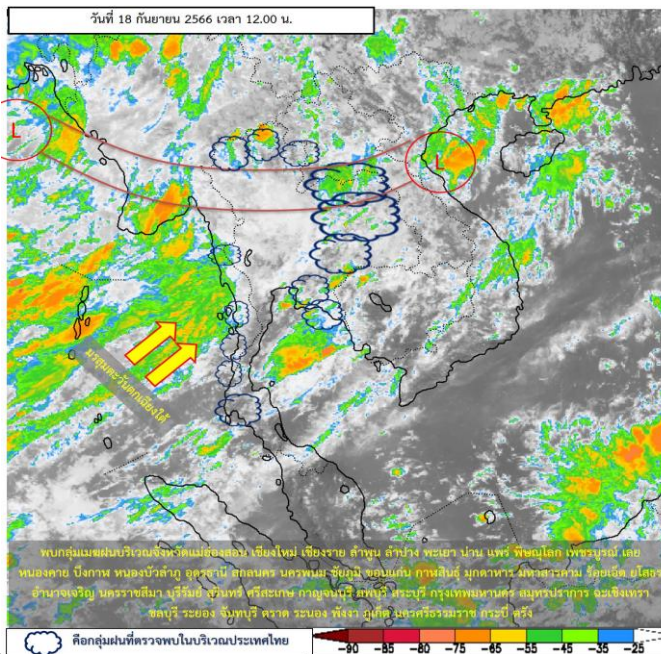 วันที่ 18 กันยายน 2566 เวลา 12.00 น.
L
L
มรสุมตะวันตกเฉียงใต้
พบกลุ่มเมฆฝนบริเวณจังหวัดแม่ฮ่องสอน เชียงใหม่ เชียงราย ลำพูน ลำปาง พะเยา น่าน แพร่ พิษณุโลก เพชรบูรณ์ เลย
หนองคาย บึงกาฬ หนองบัวลำภู อุดรธานี สกลนคร นครพนม ชัยภูมิ ขอนแก่น กาฬสินธุ์ มุกดาหาร มหาสารคาม ร้อยเอ็ด ยโสธร
อำนาจเจริญ นครราชสีมา บุรีรัมย์ สุรินทร์ ศรีสะเกษ กาญจนบุรี ลพบุรี สระบุรี กรุงเทพมหานคร สมุทรปราการ ฉะเชิงเทรา
ชลบุรี ระยอง จันทบุรี ตราด ระนอง พังงา ภูเก็ต นครศรีธรรมราช กระบี่ ตรัง
คือกลุ่มฝนที่ตรวจพบในบริเวณประเทศไทย
-90 -85 -80 -75 -65 -55 -45 -35 -25